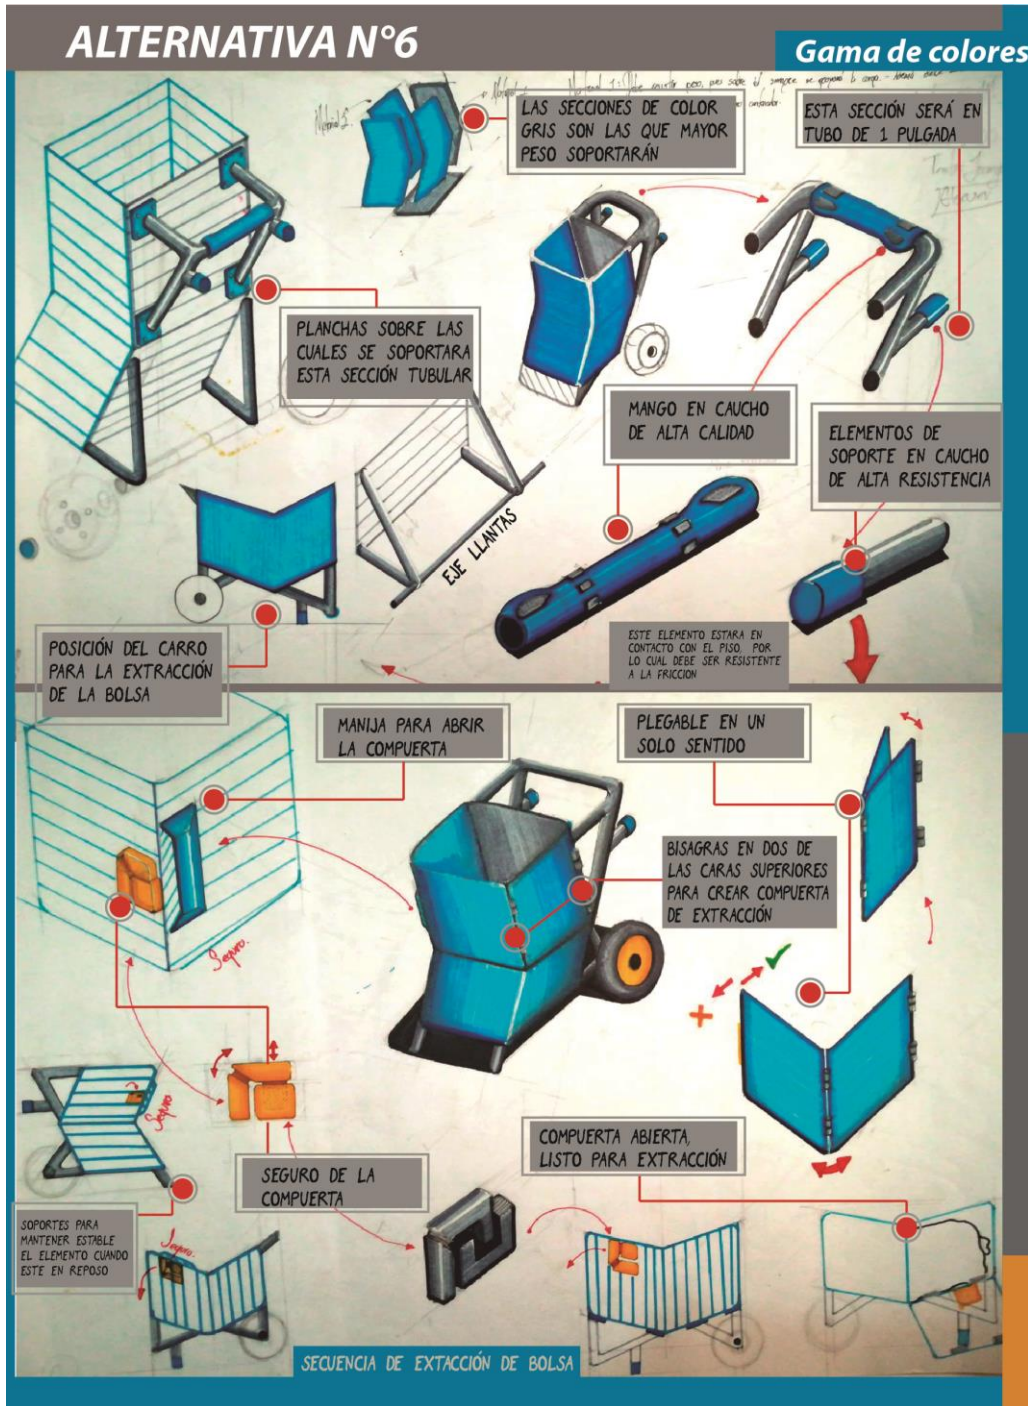 ALTERNATIVA N°6
Gama de colores
Material 2.
LAS SECCIONES DE COLOR
GRIS SON LAS QUE MAYOR
PESO SOPORTARÁN
ESTA SECCIÓN SERÁ EN
TUBO DE 1 PULGADA
PLANCHAS SOBRE LAS
CUALES SE SOPORTARA
ESTA SECCIÓN TUBULAR
MANGO EN CAUCHO
DE ALTA CALIDAD
ELEMENTOS DE
SOPORTE EN CAUCHO
DE ALTA RESISTENCIA
EJE LLANTAS
POSICIÓN DEL CARRO
PARA LA EXTRACCIÓN
DE LA BOLSA
ESTE ELEMENTO ESTARA EN
CONTACTO CON EL PISO, POR
LO CUAL DEBE SER RESISTENTE
A LA FRICCION
MANIJA PARA ABRIR
LA COMPUERTA
PLEGABLE EN UN
SOLO SENTIDO
BISAGRAS EN DOS DE
LAS CARAS SUPERIORES
PARA CREAR COMPUERTA
DE EXTRACCIÓN
Seguro.
Seguro
SEGURO DE LA
COMPUERTA
COMPUERTA ABIERTA,
LISTO PARA EXTRACCIÓN
SOPORTES PARA
MANTENER ESTABLE
EL ELEMENTO CUANDO
ESTE EN REPOSO
Seguro.
SECUENCIA DE EXTACCIÓN DE BOLSA